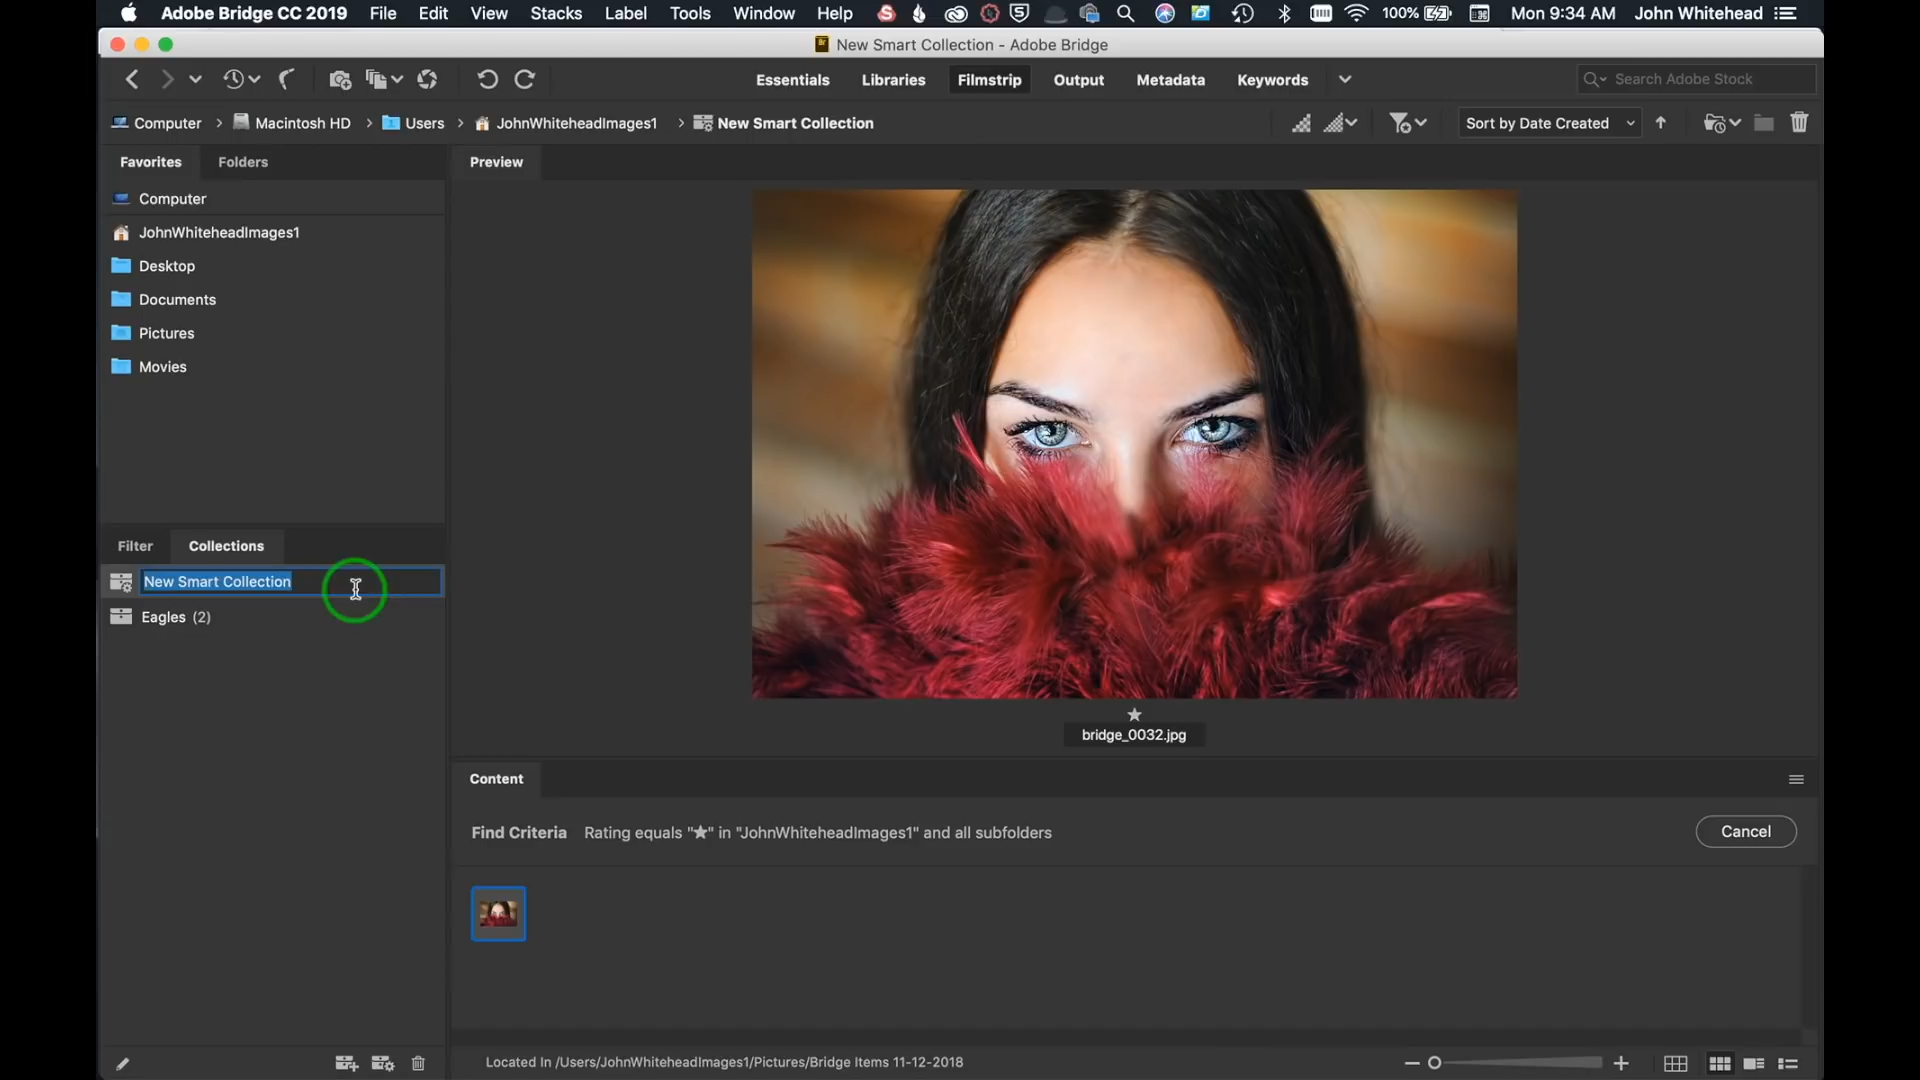 Adobe Bridge CC 2019 File Edit View Stacks Label Tools Window Help 100% Mon 9:34 AM John Whitehead
New Smart Collection - Adobe Bridge
Essentials Libraries Filmstrip Output Metadata Keywords Search Adobe Stock
Computer Macintosh HD Users JohnWhiteheadImages1 New Smart Collection Sort by Date Created
Favorites Folders
Preview
Computer
JohnWhiteheadImages1
Desktop
Documents
Pictures
Movies
Filter Collections
New Smart Collection
Eagles (2)
bridge_0032.jpg
Content
Find Criteria Rating equals "★" in "JohnWhiteheadImages1" and all subfolders Cancel
Located In /Users/JohnWhiteheadImages1/Pictures/Bridge Items 11-12-2018